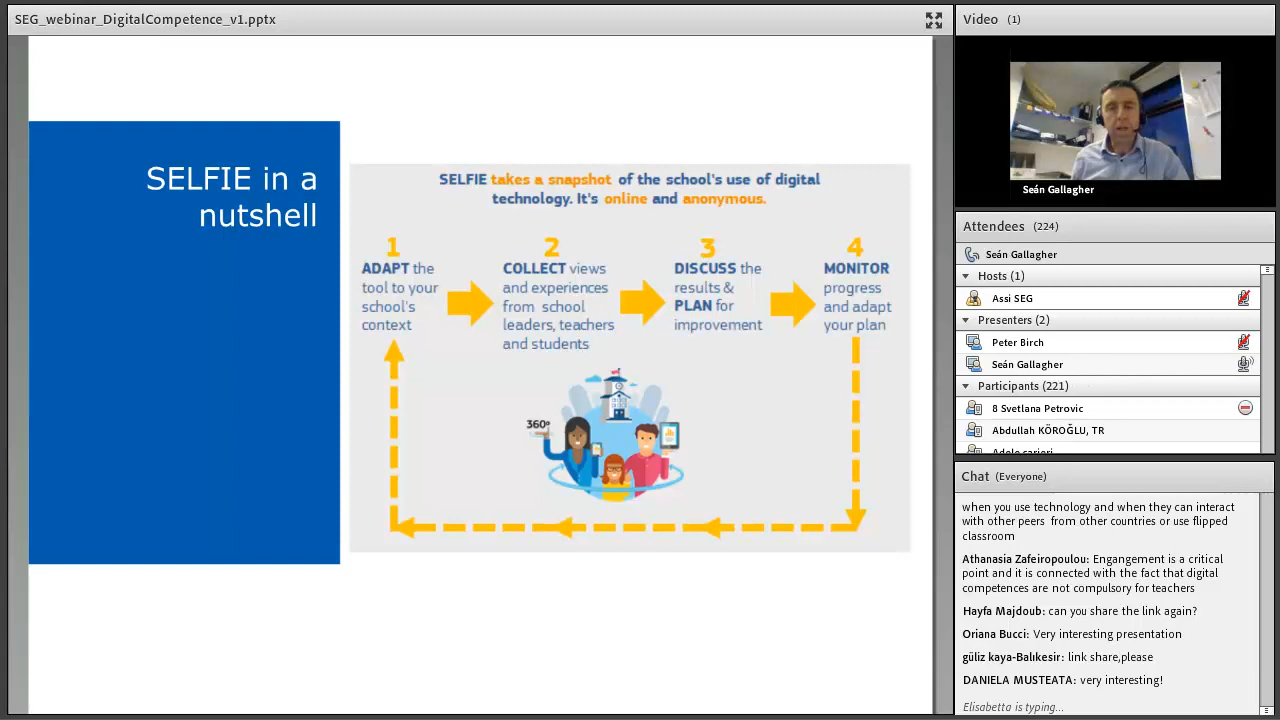 SEG_webinar_DigitalCompetence_v1.pptx
SELFIE in a
nutshell
SELFIE takes a snapshot of the school's use of digital
technology. It's online and anonymous.
1
ADAPT the
tool to your
school's
context
2
COLLECT views
and experiences
from school
leaders, teachers
and students
3
DISCUSS the
results &
PLAN for
improvement
4
MONITOR
progress
and adapt
your plan
360º
Video (1)
Seán Gallagher
Attendees (224)
Seán Gallagher
Hosts (1)
Assi SEG
Presenters (2)
Peter Birch
Seán Gallagher
Participants (221)
8 Svetlana Petrovic
Abdullah KÖROĞLU, TR
Chat (Everyone)
when you use technology and when they can interact
with other peers from other countries or use flipped
classroom
Athanasia Zafeiropoulou: Engangement is a critical
point and it is connected with the fact that digital
competences are not compulsory for teachers
Hayfa Majdoub: can you share the link again?
Oriana Bucci: Very interesting presentation
güliz kaya-Balıkesir: link share,please
DANIELA MUSTEATA: very interesting!
Elisabetta is typing...